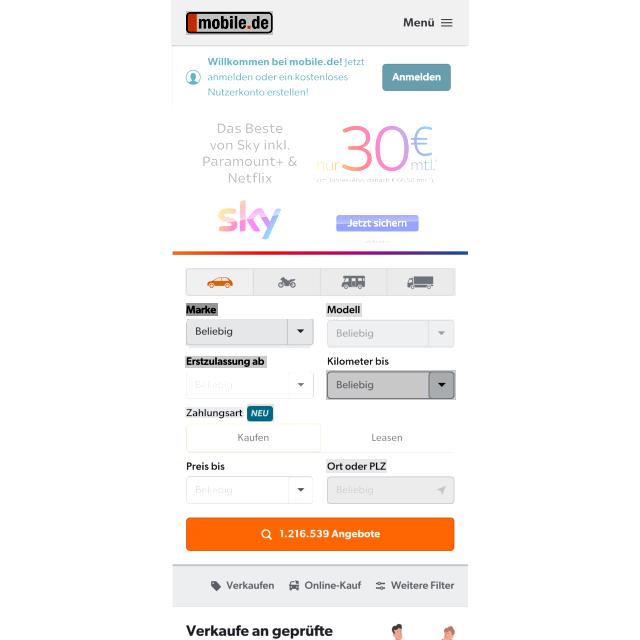 mobile.de
Menü
Willkommen bei mobile.de! Jetzt
anmelden oder ein kostenloses
Nutzerkonto erstellen!
Anmelden
Das Beste
von Sky inkl.
Paramount+ &
Netflix
nur 30€ mtl.
sky
Jetzt sichern
Marke
Modell
Beliebig
Beliebig
Erstzulassung ab
Kilometer bis
Beliebig
Beliebig
Zahlungsart NEU
Kaufen
Leasen
Preis bis
Ort oder PLZ
Beliebig
Beliebig
1.216.539 Angebote
Verkaufen
Online-Kauf
Weitere Filter
Verkaufe an geprüfte